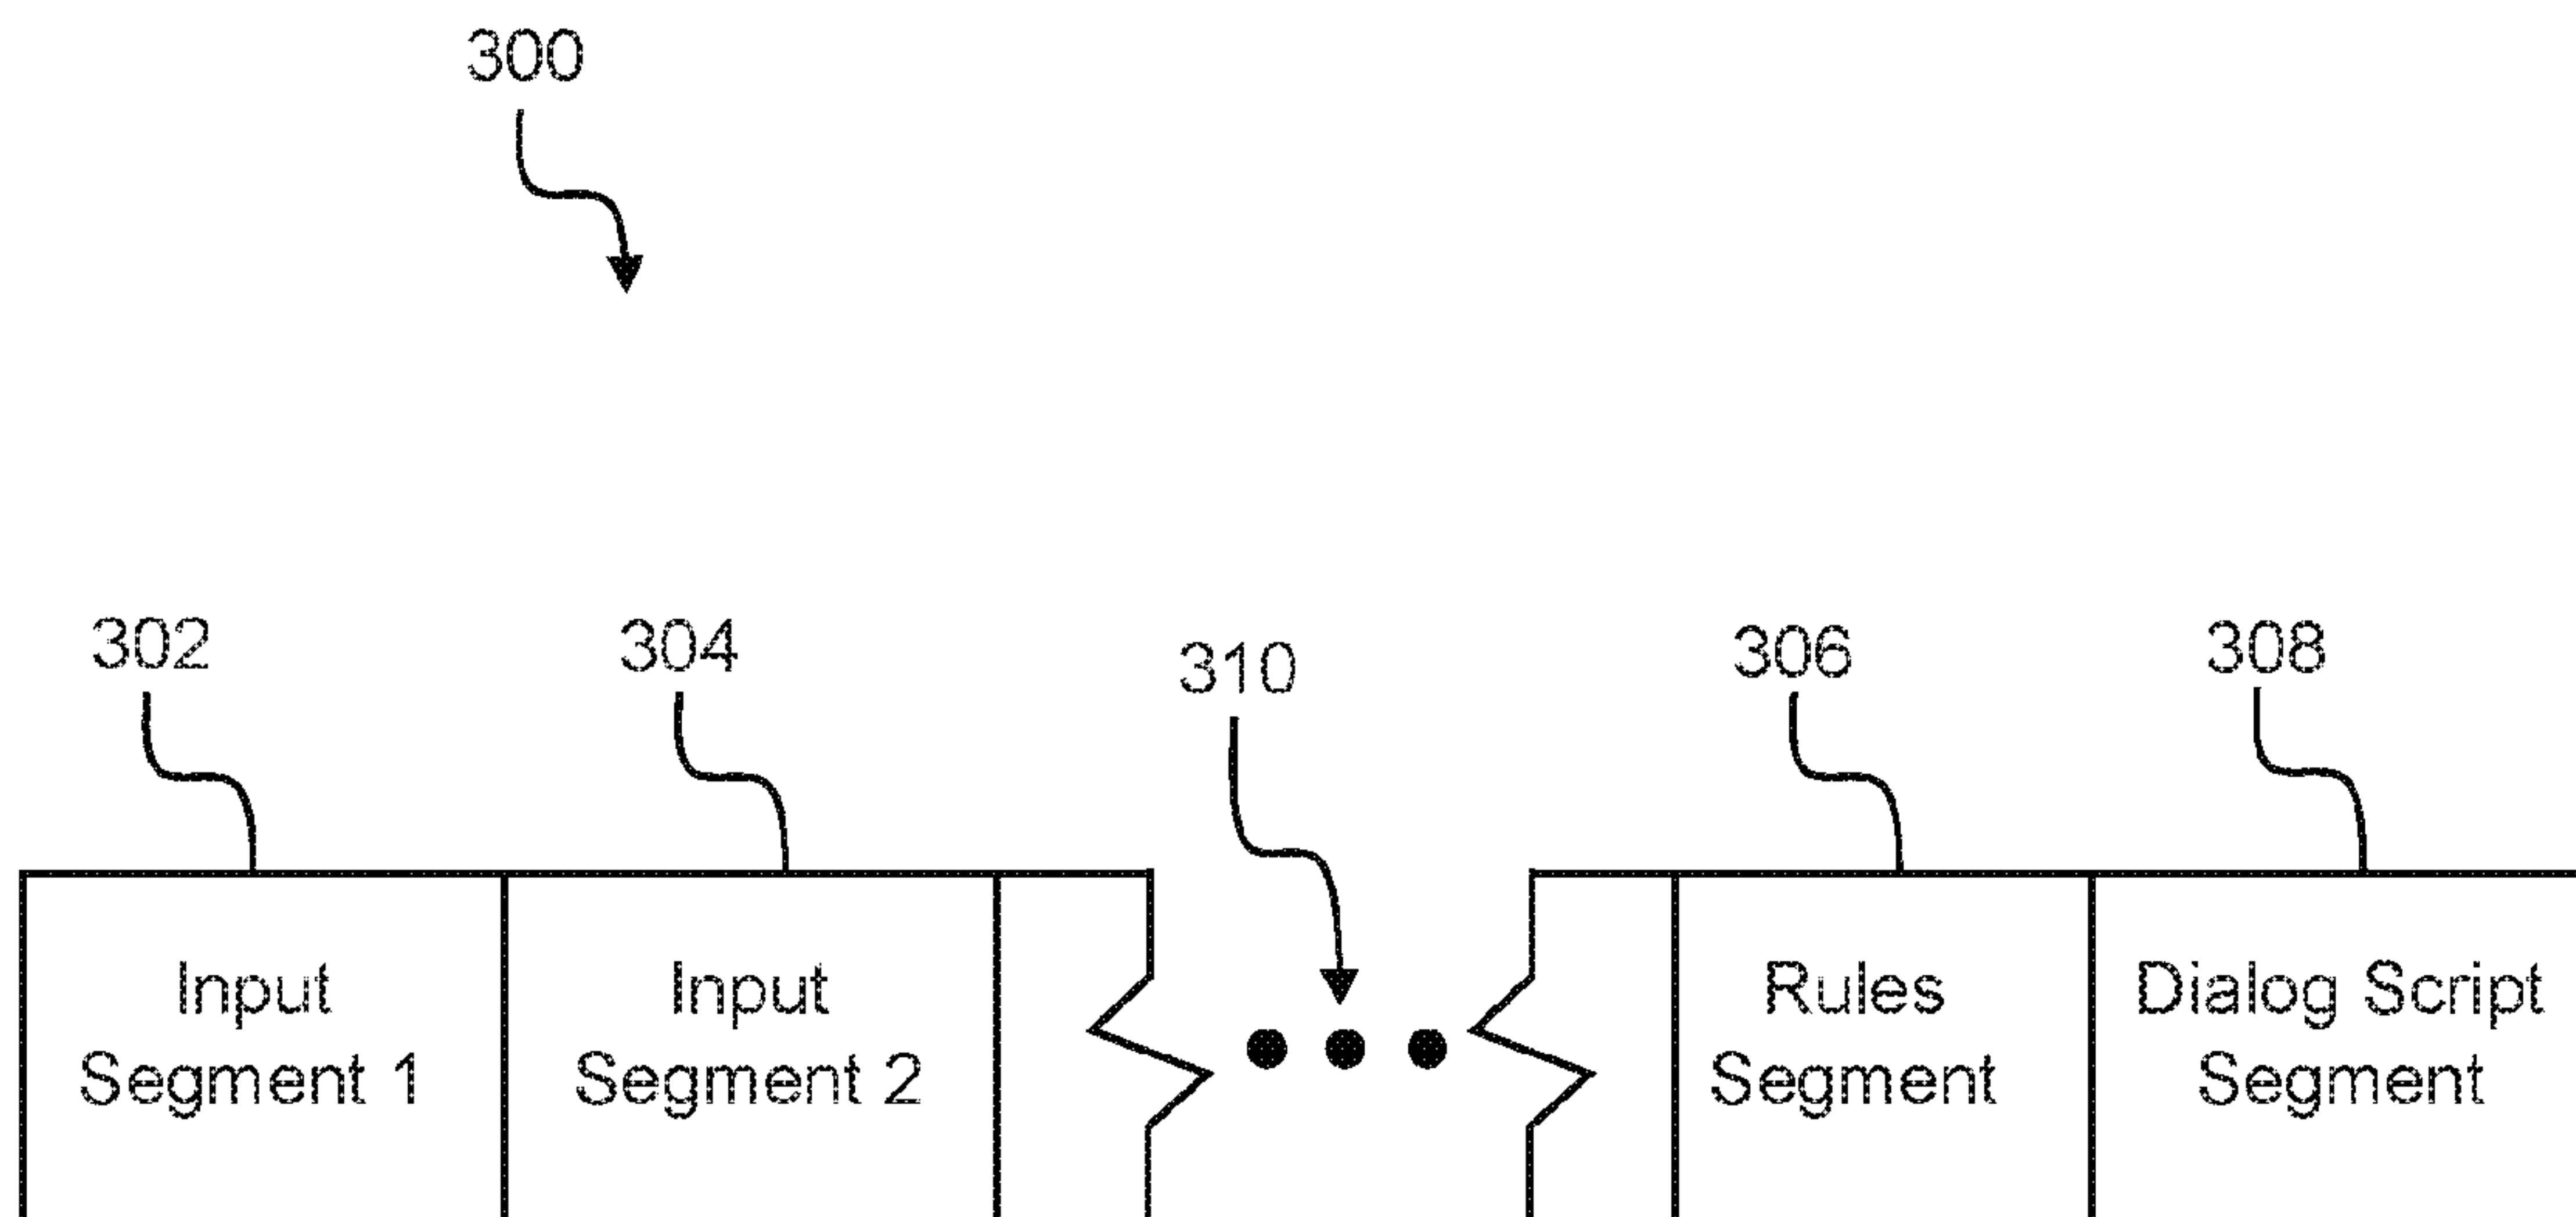 300
302
304
310
306
308
Input
Segment 1
Input
Segment 2
Rules
Segment
Dialog Script
Segment